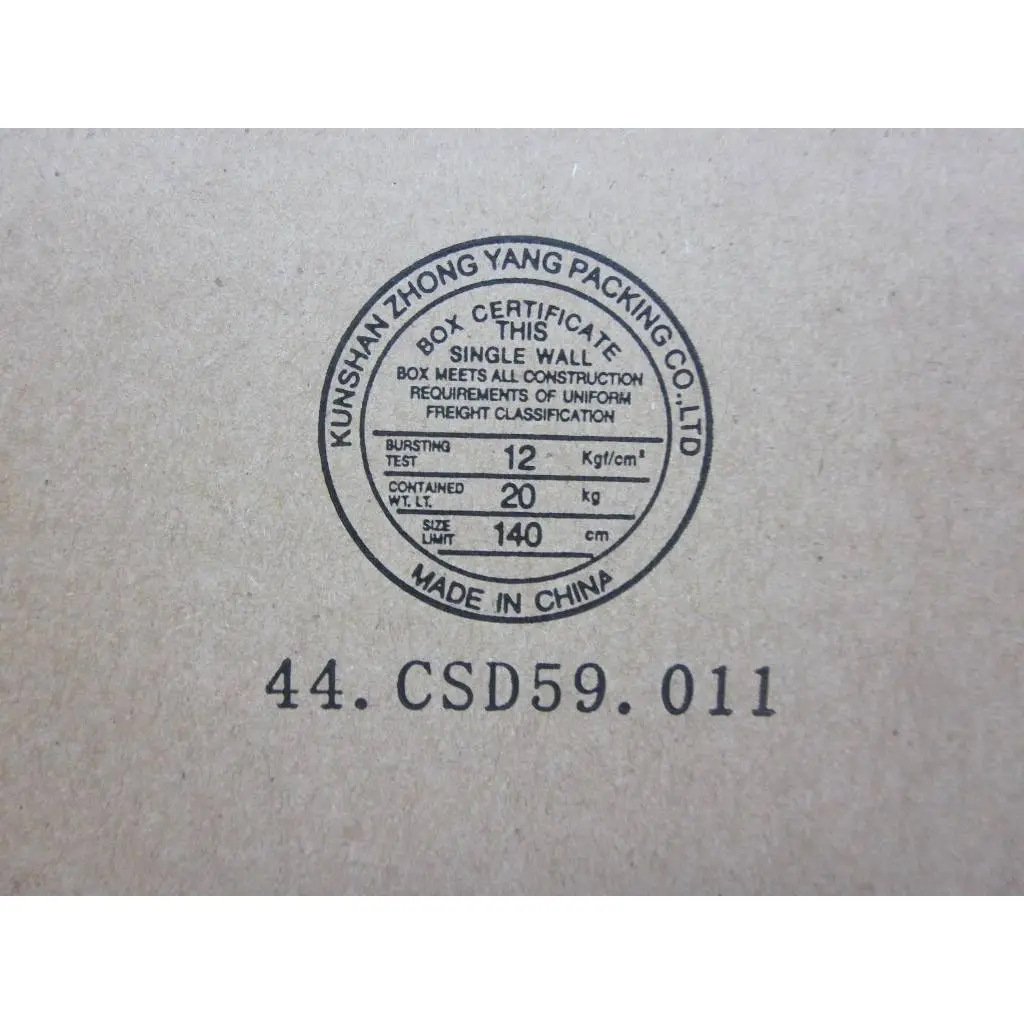 KUNSHAN ZHONG YANG PACKING CO.,LTD
BOX CERTIFICATE
THIS
SINGLE WALL
BOX MEETS ALL CONSTRUCTION
REQUIREMENTS OF UNIFORM
FREIGHT CLASSIFICATION
BURSTING TEST 12 Kgf/cm²
CONTAINED WT. LT. 20 kg
SIZE LIMIT 140 cm
MADE IN CHINA
44.CSD59.011